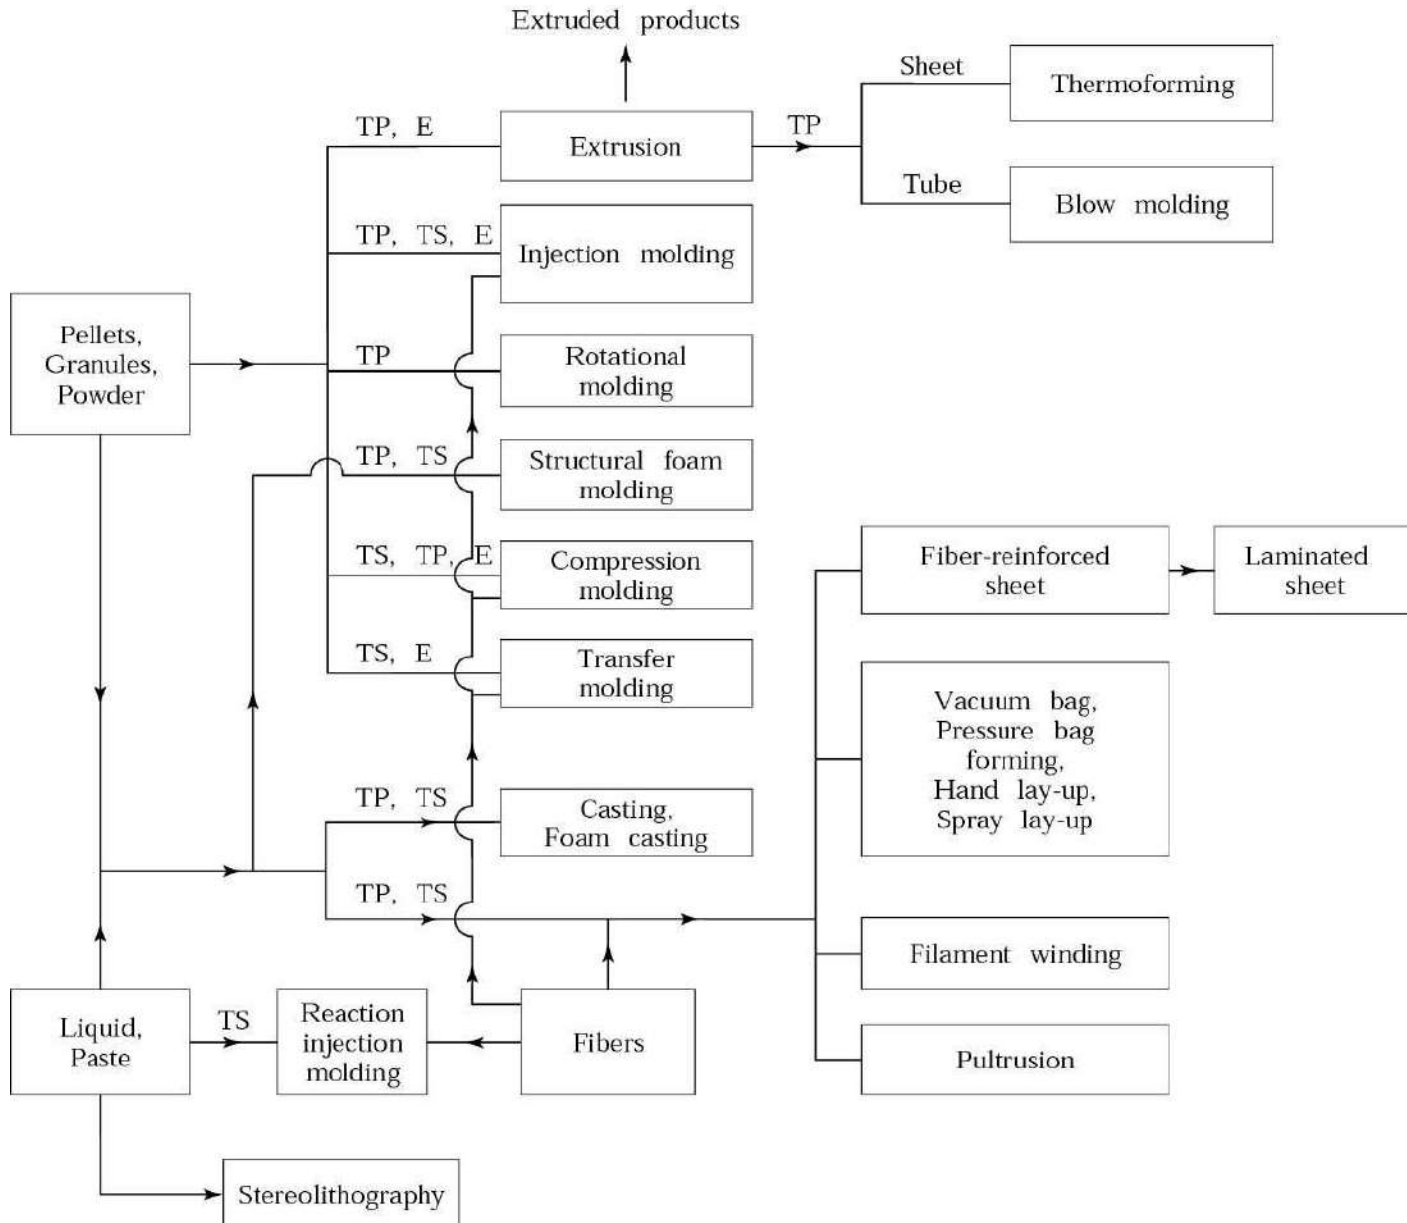 Extruded products
Sheet
Thermoforming
TP, E
Extrusion
TP
Tube
Blow molding
TP, TS, E
Injection molding
Pellets,
Granules,
Powder
TP
Rotational
molding
TP, TS
Structural foam
molding
TS, TP, E
Compression
molding
Fiber-reinforced
sheet
Laminated
sheet
TS, E
Transfer
molding
Vacuum bag,
Pressure bag
forming,
Hand lay-up,
Spray lay-up
TP, TS
Casting,
Foam casting
TP, TS
Filament winding
Liquid,
Paste
TS
Reaction
injection
molding
Fibers
Pultrusion
Stereolithography